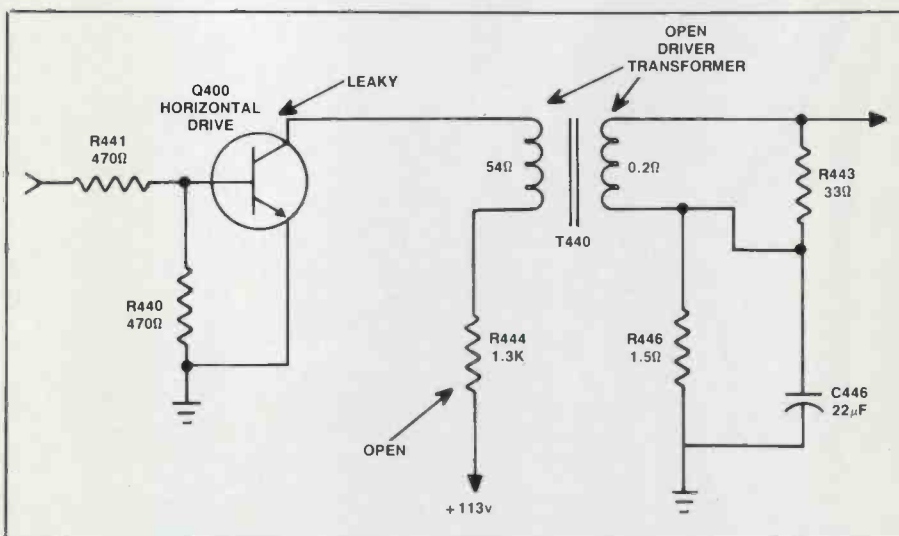 OPEN
DRIVER
TRANSFORMER
LEAKY
Q400
HORIZONTAL
DRIVE
R441
470Ω
54Ω
0.2Ω
R443
33Ω
T440
R440
470Ω
R444
1.3K
R446
1.5Ω
C446
22μF
OPEN
+113v